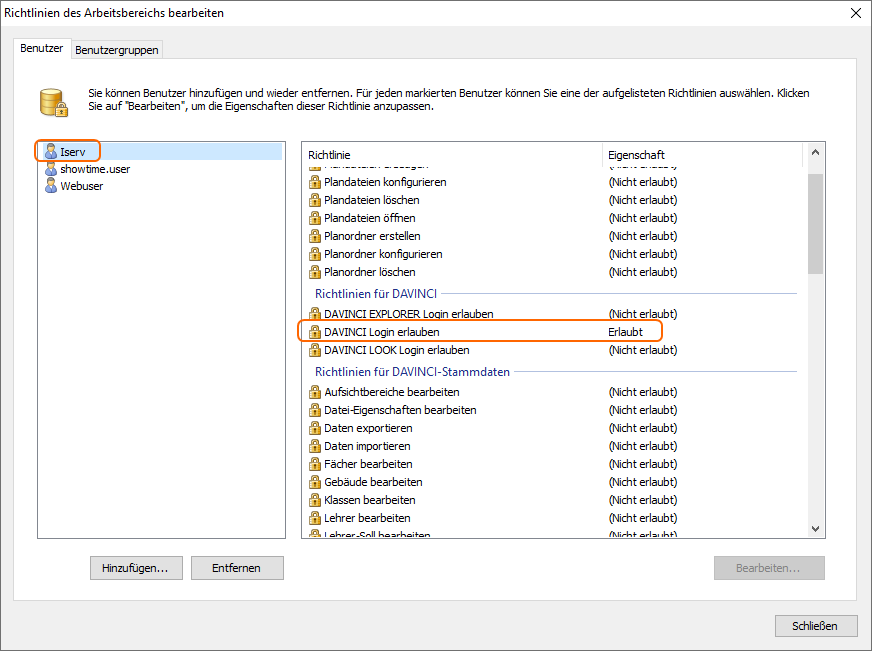 Richtlinien des Arbeitsbereichs bearbeiten
Benutzer Benutzergruppen
Sie können Benutzer hinzufügen und wieder entfernen. Für jeden markierten Benutzer können Sie eine der aufgelisteten Richtlinien auswählen. Klicken
Sie auf "Bearbeiten", um die Eigenschaften dieser Richtlinie anzupassen.
Iserv
showtime.user
Webuser
Richtlinie Eigenschaft
Plandateien konfigurieren (Nicht erlaubt)
Plandateien löschen (Nicht erlaubt)
Plandateien öffnen (Nicht erlaubt)
Planordner erstellen (Nicht erlaubt)
Planordner konfigurieren (Nicht erlaubt)
Planordner löschen (Nicht erlaubt)
Richtlinien für DAVINCI
DAVINCI EXPLORER Login erlauben (Nicht erlaubt)
DAVINCI Login erlauben Erlaubt
DAVINCI LOOK Login erlauben (Nicht erlaubt)
Richtlinien für DAVINCI-Stammdaten
Aufsichtbereiche bearbeiten (Nicht erlaubt)
Datei-Eigenschaften bearbeiten (Nicht erlaubt)
Daten exportieren (Nicht erlaubt)
Daten importieren (Nicht erlaubt)
Fächer bearbeiten (Nicht erlaubt)
Gebäude bearbeiten (Nicht erlaubt)
Klassen bearbeiten (Nicht erlaubt)
Lehrer bearbeiten (Nicht erlaubt)
Lehrer-Soll bearbeiten (Nicht erlaubt)
Hinzufügen... Entfernen Bearbeiten...
Schließen